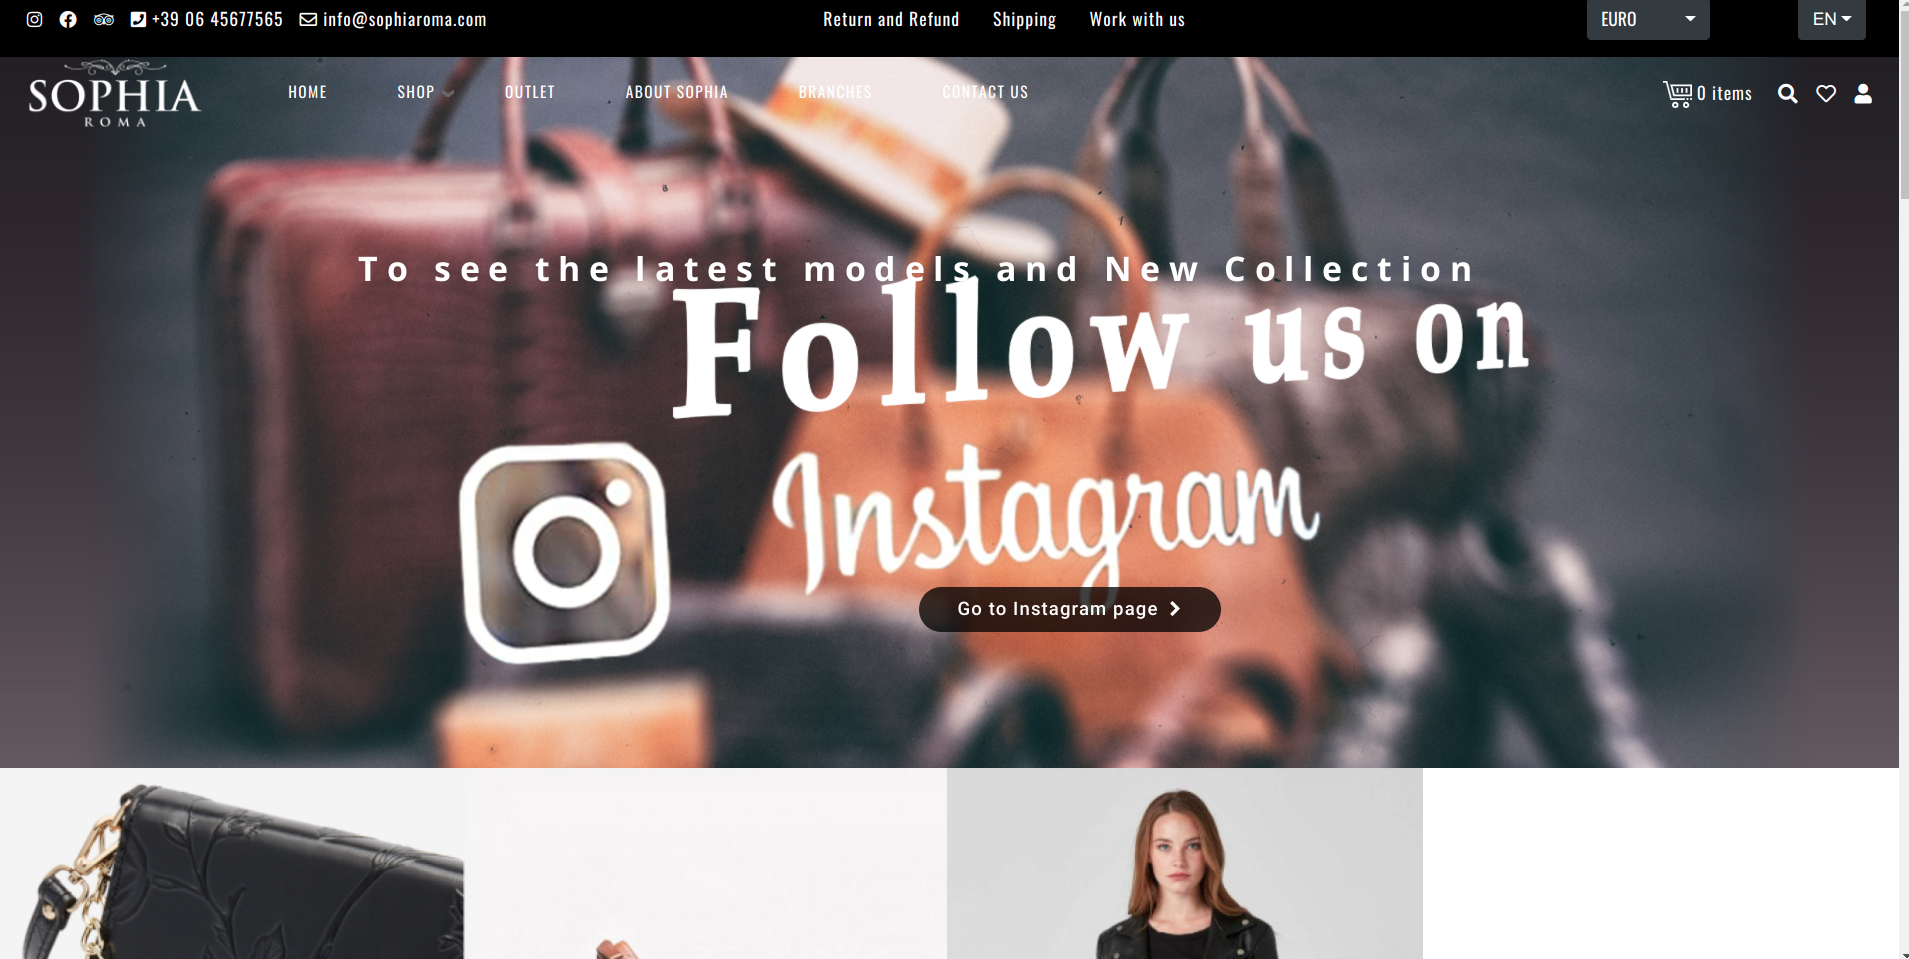 +39 06 45677565 info@sophiaroma.com Return and Refund Shipping Work with us EURO EN
SOPHIA
ROMA
HOME SHOP OUTLET ABOUT SOPHIA BRANCHES CONTACT US 0 items
To see the latest models and New Collection
Follow us on
Instagram
Go to Instagram page